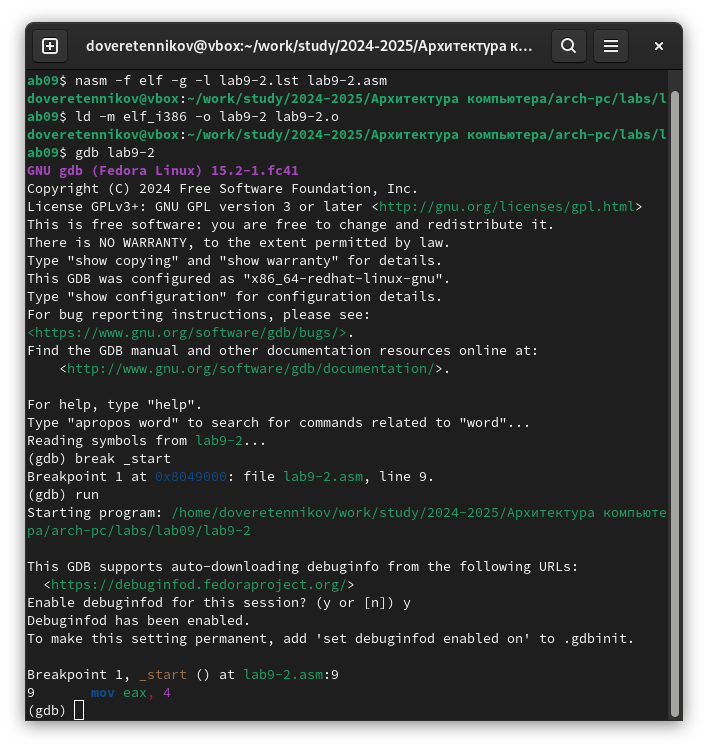 doveretennikov@vbox:~/work/study/2024-2025/Архитектура к...
ab09$ nasm -f elf -g -l lab9-2.lst lab9-2.asm
doveretennikov@vbox:~/work/study/2024-2025/Архитектура компьютера/arch-pc/labs/l
ab09$ ld -m elf_i386 -o lab9-2 lab9-2.o
doveretennikov@vbox:~/work/study/2024-2025/Архитектура компьютера/arch-pc/labs/l
ab09$ gdb lab9-2
GNU gdb (Fedora Linux) 15.2-1.fc41
Copyright (C) 2024 Free Software Foundation, Inc.
License GPLv3+: GNU GPL version 3 or later <http://gnu.org/licenses/gpl.html>
This is free software: you are free to change and redistribute it.
There is NO WARRANTY, to the extent permitted by law.
Type "show copying" and "show warranty" for details.
This GDB was configured as "x86_64-redhat-linux-gnu".
Type "show configuration" for configuration details.
For bug reporting instructions, please see:
<https://www.gnu.org/software/gdb/bugs/>.
Find the GDB manual and other documentation resources online at:
    <http://www.gnu.org/software/gdb/documentation/>.

For help, type "help".
Type "apropos word" to search for commands related to "word"...
Reading symbols from lab9-2...
(gdb) break _start
Breakpoint 1 at 0x8049000: file lab9-2.asm, line 9.
(gdb) run
Starting program: /home/doveretennikov/work/study/2024-2025/Архитектура компьюте
ра/arch-pc/labs/lab09/lab9-2

This GDB supports auto-downloading debuginfo from the following URLs:
  <https://debuginfod.fedoraproject.org/>
Enable debuginfod for this session? (y or [n]) y
Debuginfod has been enabled.
To make this setting permanent, add 'set debuginfod enabled on' to .gdbinit.

Breakpoint 1, _start () at lab9-2.asm:9
9       mov eax, 4
(gdb)